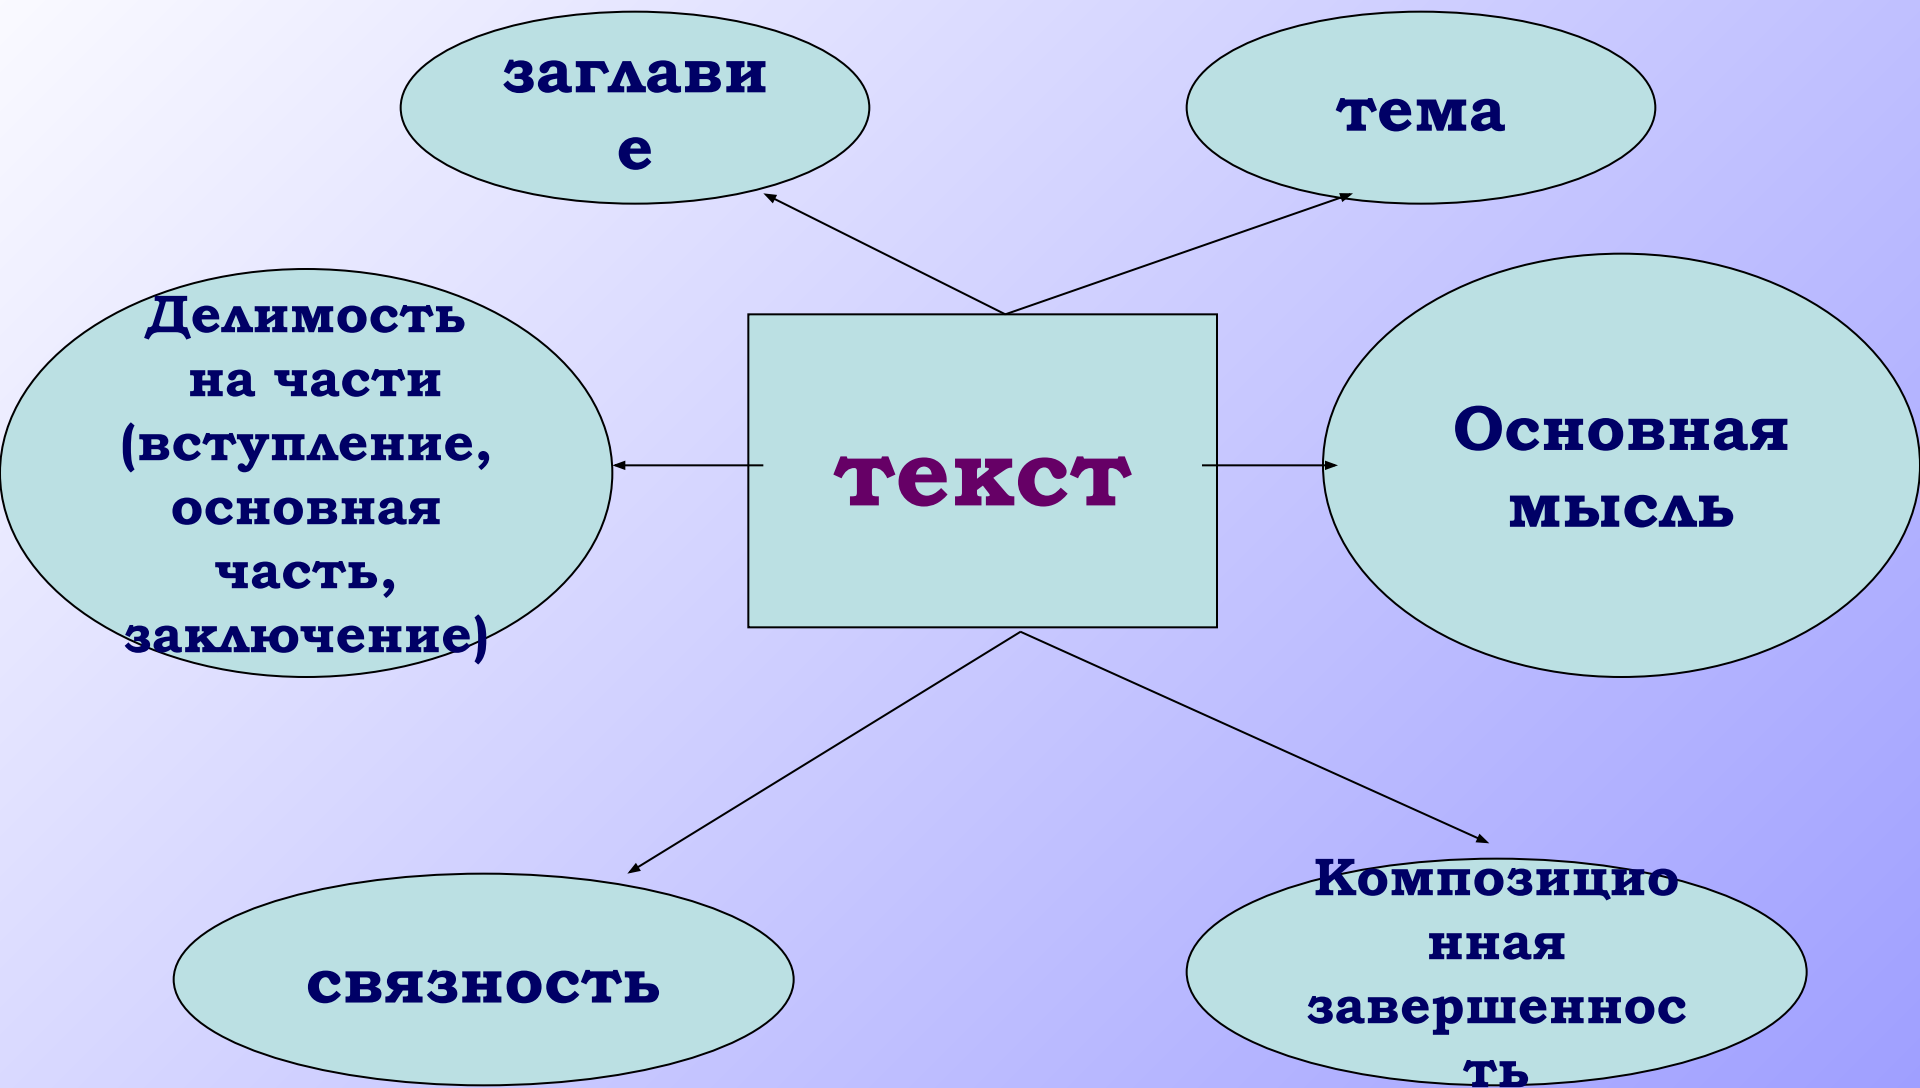 заглави
е
тема
Делимость
на части
(вступление,
основная
часть,
заключение)
текст
Основная
мысль
связность
Композицио
нная
завершеннос
ть